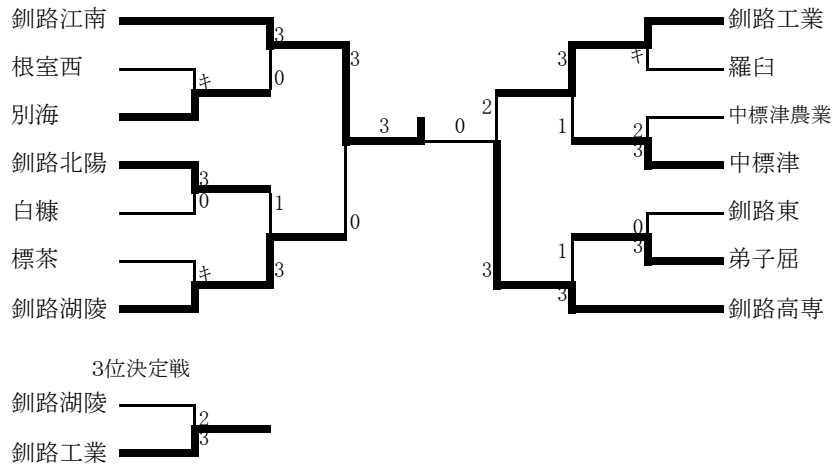 釧路江南
3
3
根室西
キ
0
別海
釧路北陽
3
0
1
白糠
0
標茶
キ
3
釧路湖陵
3
0
2
3
釧路工業
3
キ
羅臼
1
2
3
中標津農業
中標津
1
3
0
3
釧路東
弟子屈
釧路高専
3位決定戦
釧路湖陵
2
3
釧路工業